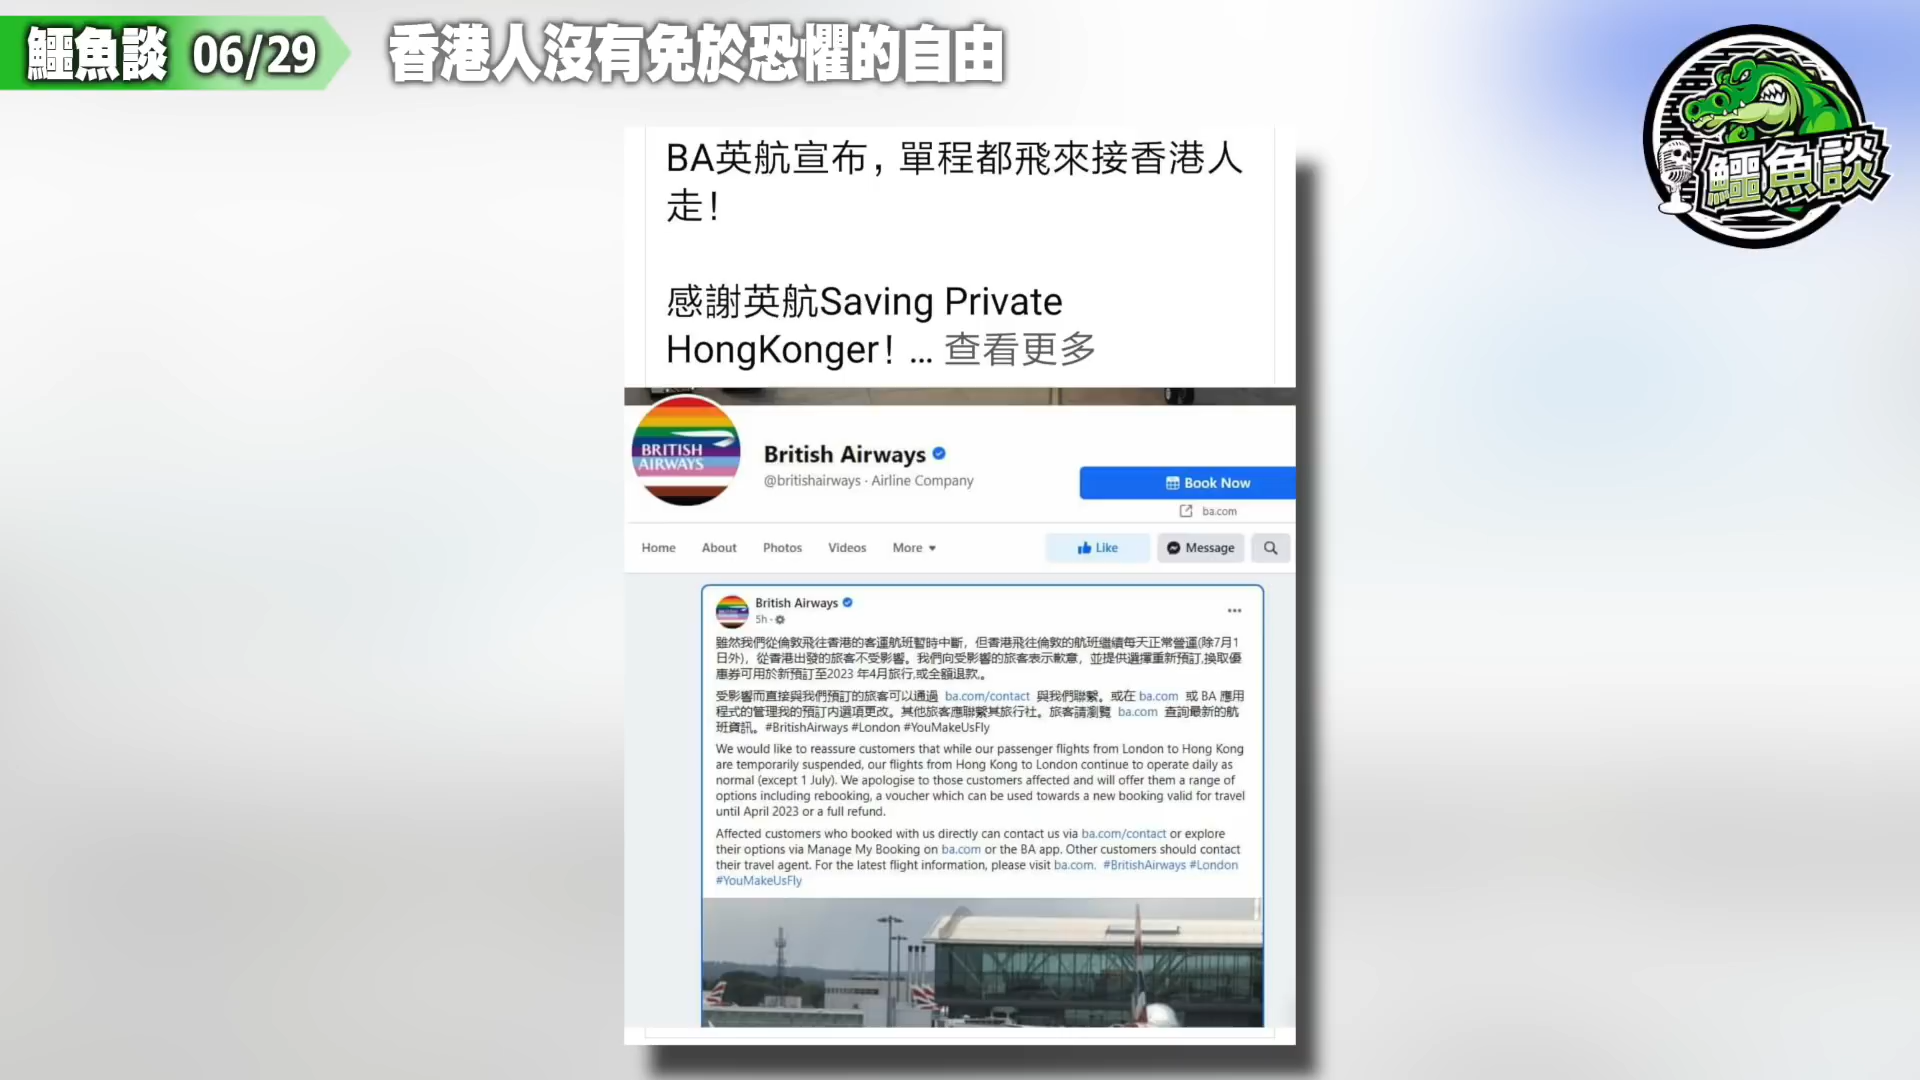 鱷魚談 06/29
香港人沒有免於恐懼的自由
鱷魚談
BA英航宣布，單程都飛來接香港人
走！
感謝英航Saving Private
HongKonger！... 查看更多
BRITISH
AIRWAYS
British Airways
@britishairways · Airline Company
Book Now
ba.com
Home About Photos Videos More
Like Message
British Airways
5h ·
雖然我們從倫敦飛往香港的客運航班暫時中斷，但香港飛往倫敦的航班繼續每天正常營運(除7月1
日外)，從香港出發的旅客不受影響。我們向受影響的旅客表示歉意，並提供選擇重新預訂,換取優
惠券可用於新預訂至2023 年4月旅行,或全額退款,。
受影響而直接與我們預訂的旅客可以通過 ba.com/contact 與我們聯繫。或在 ba.com 或 BA 應用
程式的管理我的預訂內選項更改。其他旅客應聯繫其旅行社。旅客請瀏覽 ba.com 查詢最新的航
班資訊。#BritishAirways #London #YouMakeUsFly
We would like to reassure customers that while our passenger flights from London to Hong Kong
are temporarily suspended, our flights from Hong Kong to London continue to operate daily as
normal (except 1 July). We apologise to those customers affected and will offer them a range of
options including rebooking, a voucher which can be used towards a new booking valid for travel
until April 2023 or a full refund.
Affected customers who booked with us directly can contact us via ba.com/contact or explore
their options via Manage My Booking on ba.com or the BA app. Other customers should contact
their travel agent. For the latest flight information, please visit ba.com. #BritishAirways #London
#YouMakeUsFly